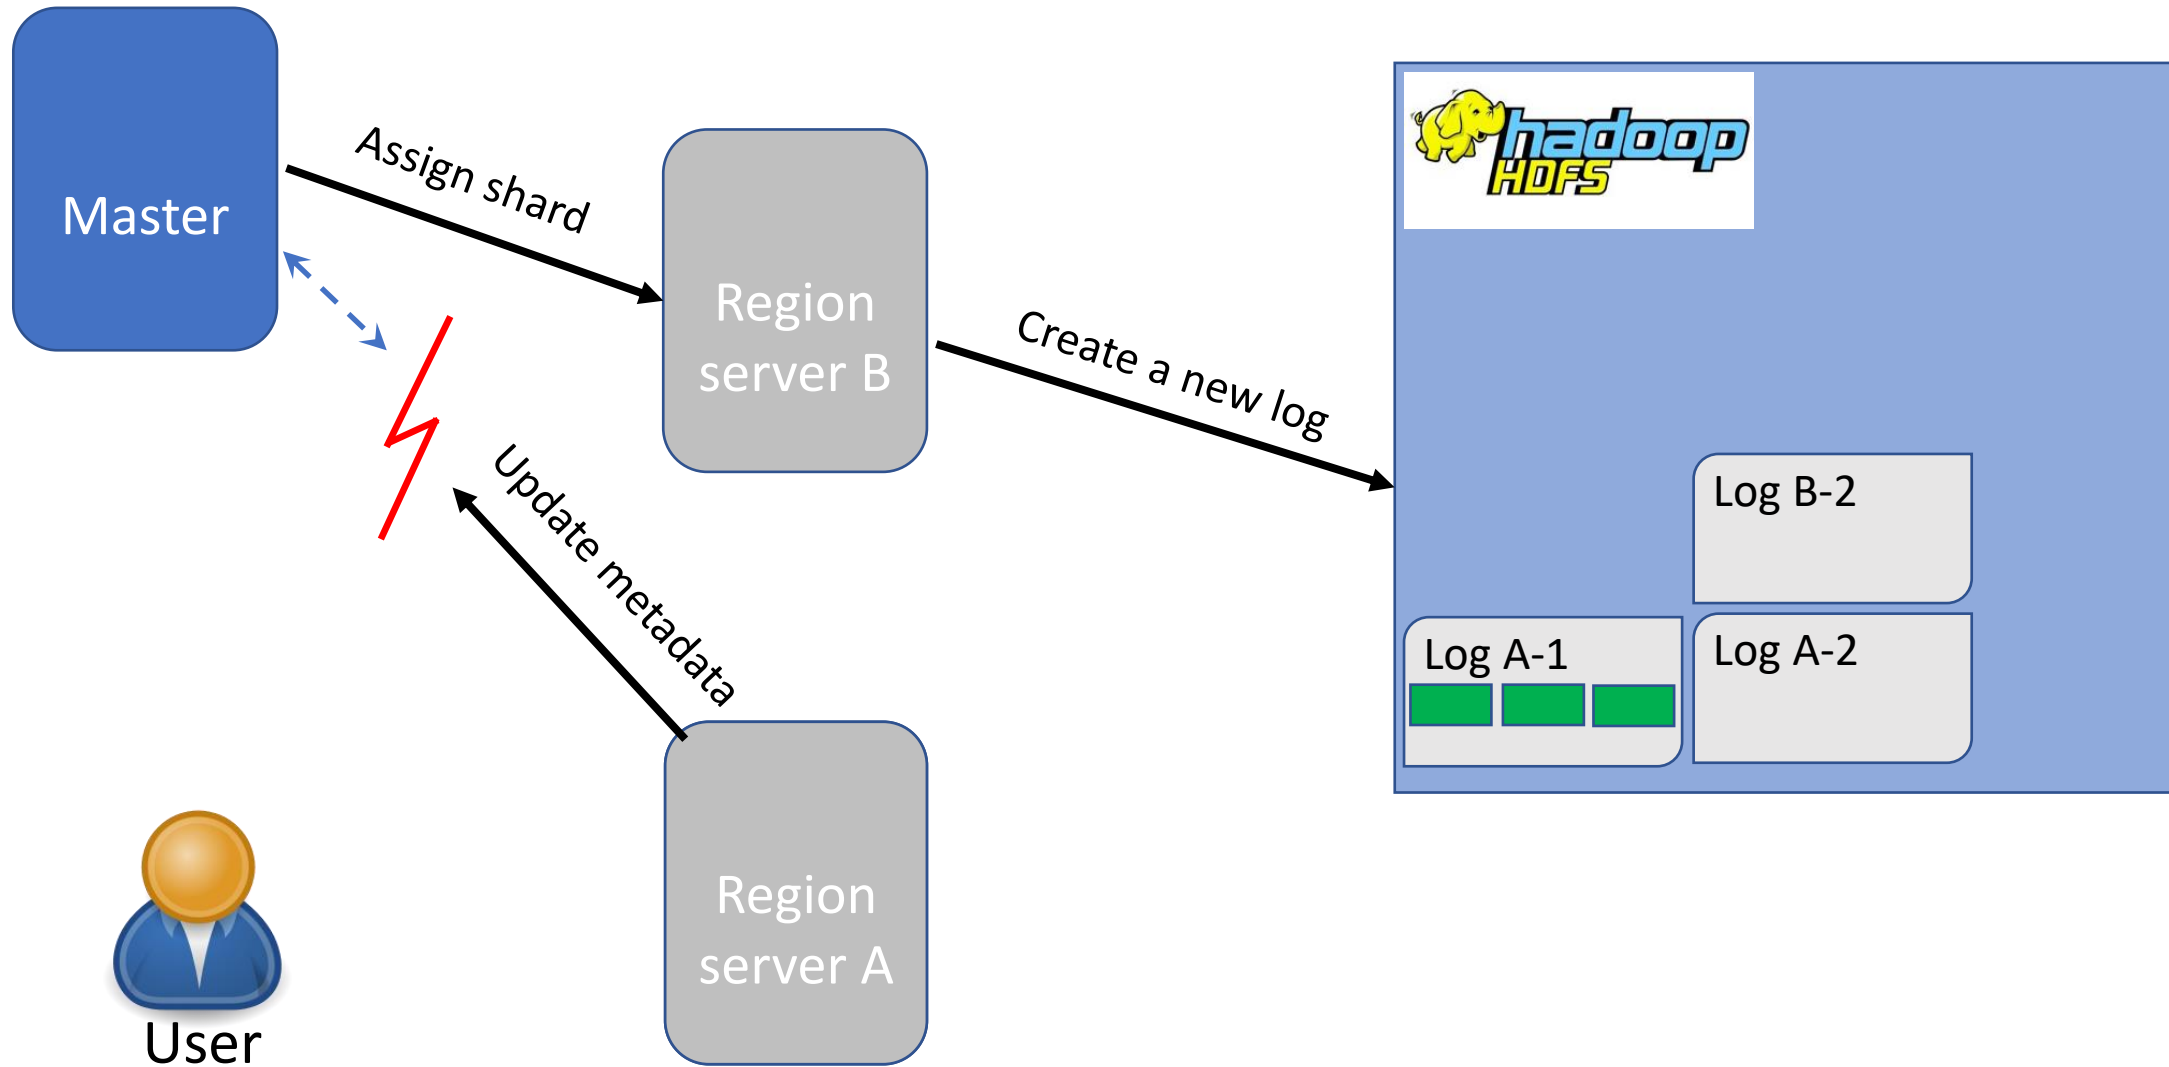 Master
Assign shard
Region
server B
Create a new log
Update metadata
hadoop
HDFS
Log B-2
Log A-1
Log A-2
Region
server A
User